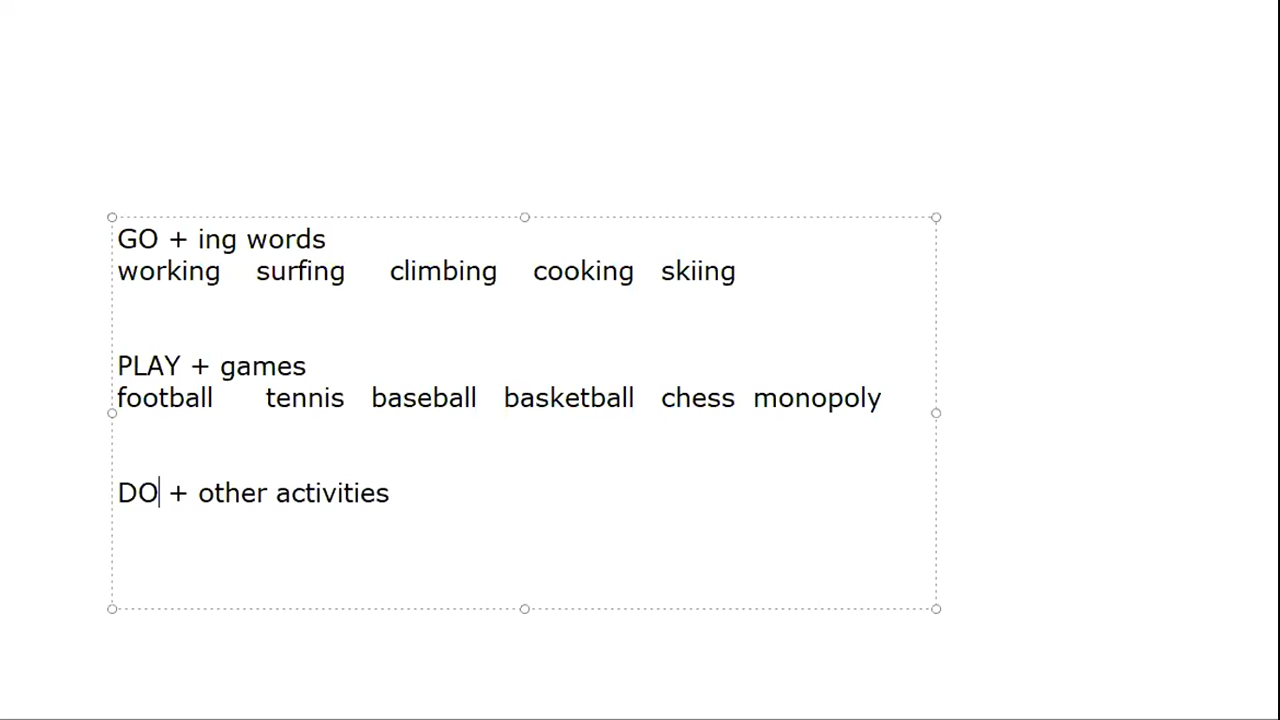 GO + ing words
working surfing climbing cooking skiing
PLAY + games
football tennis baseball basketball chess monopoly
DO + other activities